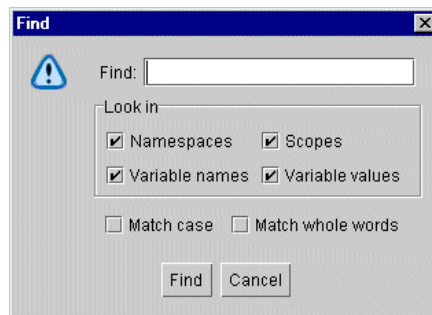 Find
Find:
Look in
Namespaces Scopes
Variable names Variable values
Match case Match whole words
Find Cancel